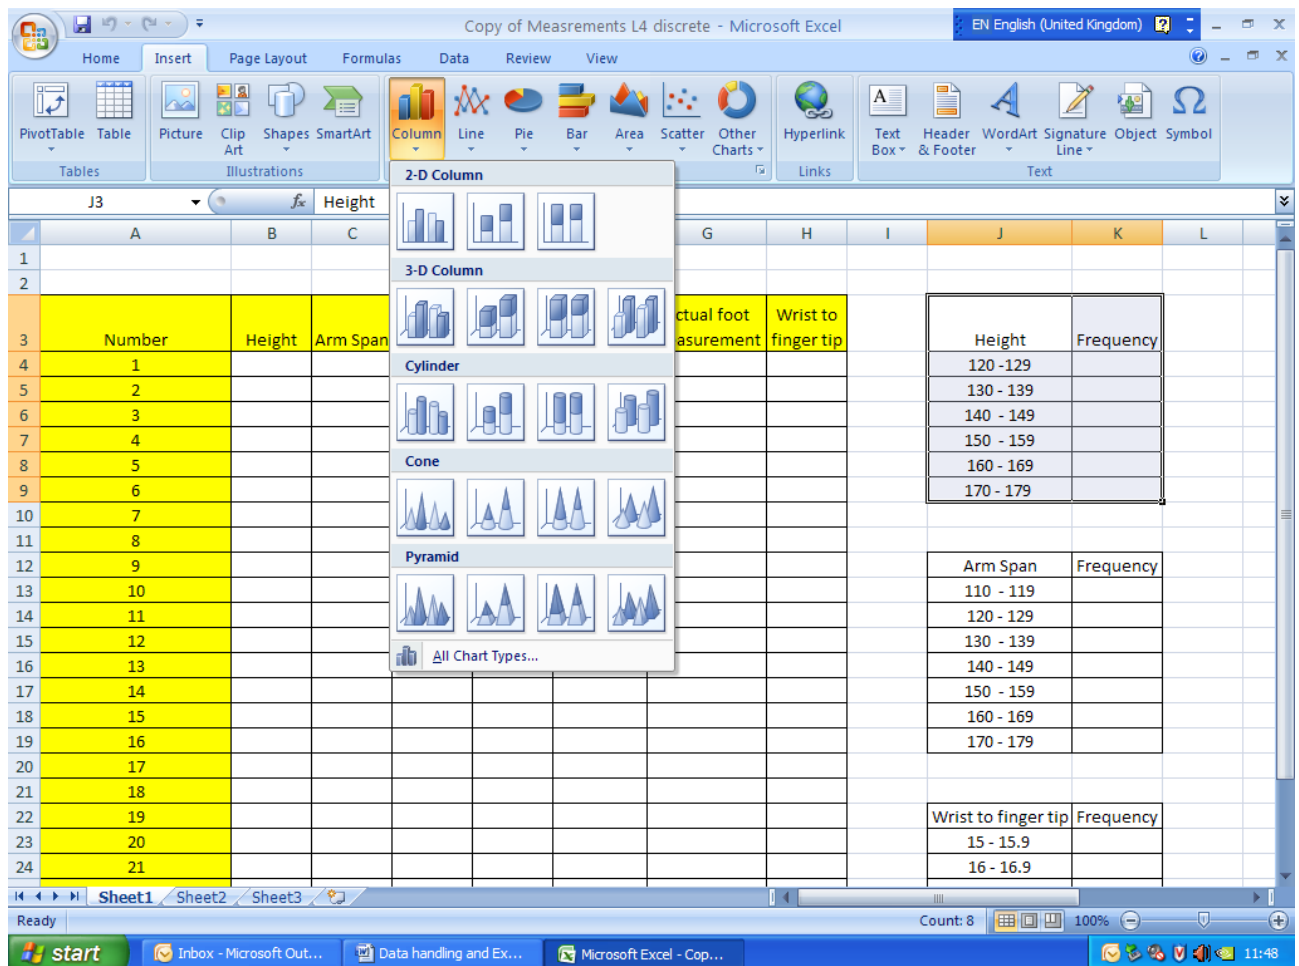 Copy of Measrements L4 discrete - Microsoft Excel
EN English (United Kingdom)
Home Insert Page Layout Formulas Data Review View
PivotTable Table Picture Clip Art Shapes SmartArt Column Line Pie Bar Area Scatter Other Charts Hyperlink Text Box Header & Footer WordArt Signature Line Object Symbol
Tables Illustrations Links Text
J3 fx Height
2-D Column
3-D Column
Cylinder
Cone
Pyramid
All Chart Types...
A B C G H I J K L
1
2
3 Number Height Arm Span ctual foot asurement Wrist to finger tip Height Frequency
4 1 120 -129
5 2 130 - 139
6 3 140 - 149
7 4 150 - 159
8 5 160 - 169
9 6 170 - 179
10 7
11 8
12 9 Arm Span Frequency
13 10 110 - 119
14 11 120 - 129
15 12 130 - 139
16 13 140 - 149
17 14 150 - 159
18 15 160 - 169
19 16 170 - 179
20 17
21 18
22 19 Wrist to finger tip Frequency
23 20 15 - 15.9
24 21 16 - 16.9
Sheet1 Sheet2 Sheet3
Ready Count: 8 100%
start Inbox - Microsoft Out... Data handling and Ex... Microsoft Excel - Cop... 11:48